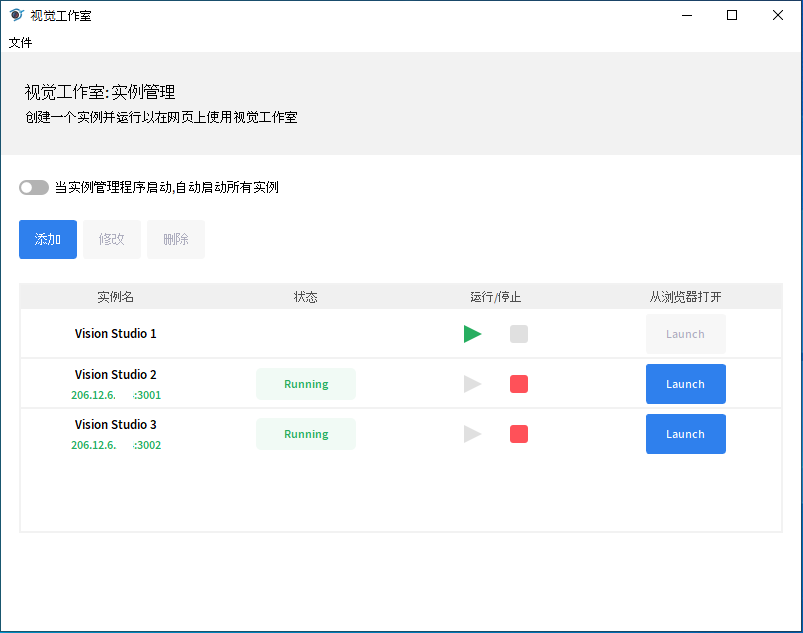 视觉工作室
文件
视觉工作室:实例管理
创建一个实例并运行以在网页上使用视觉工作室
当实例管理程序启动,自动启动所有实例
添加 修改 删除
实例名 状态 运行/停止 从浏览器打开
Vision Studio 1 Launch
Vision Studio 2
206.12.6. :3001 Running Launch
Vision Studio 3
206.12.6. :3002 Running Launch